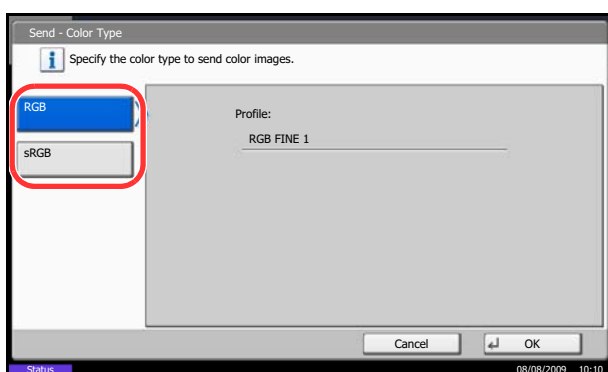 Send - Color Type
Specify the color type to send color images.
RGB
Profile:
RGB FINE 1
sRGB
Cancel
OK
Status
08/08/2009 10:10